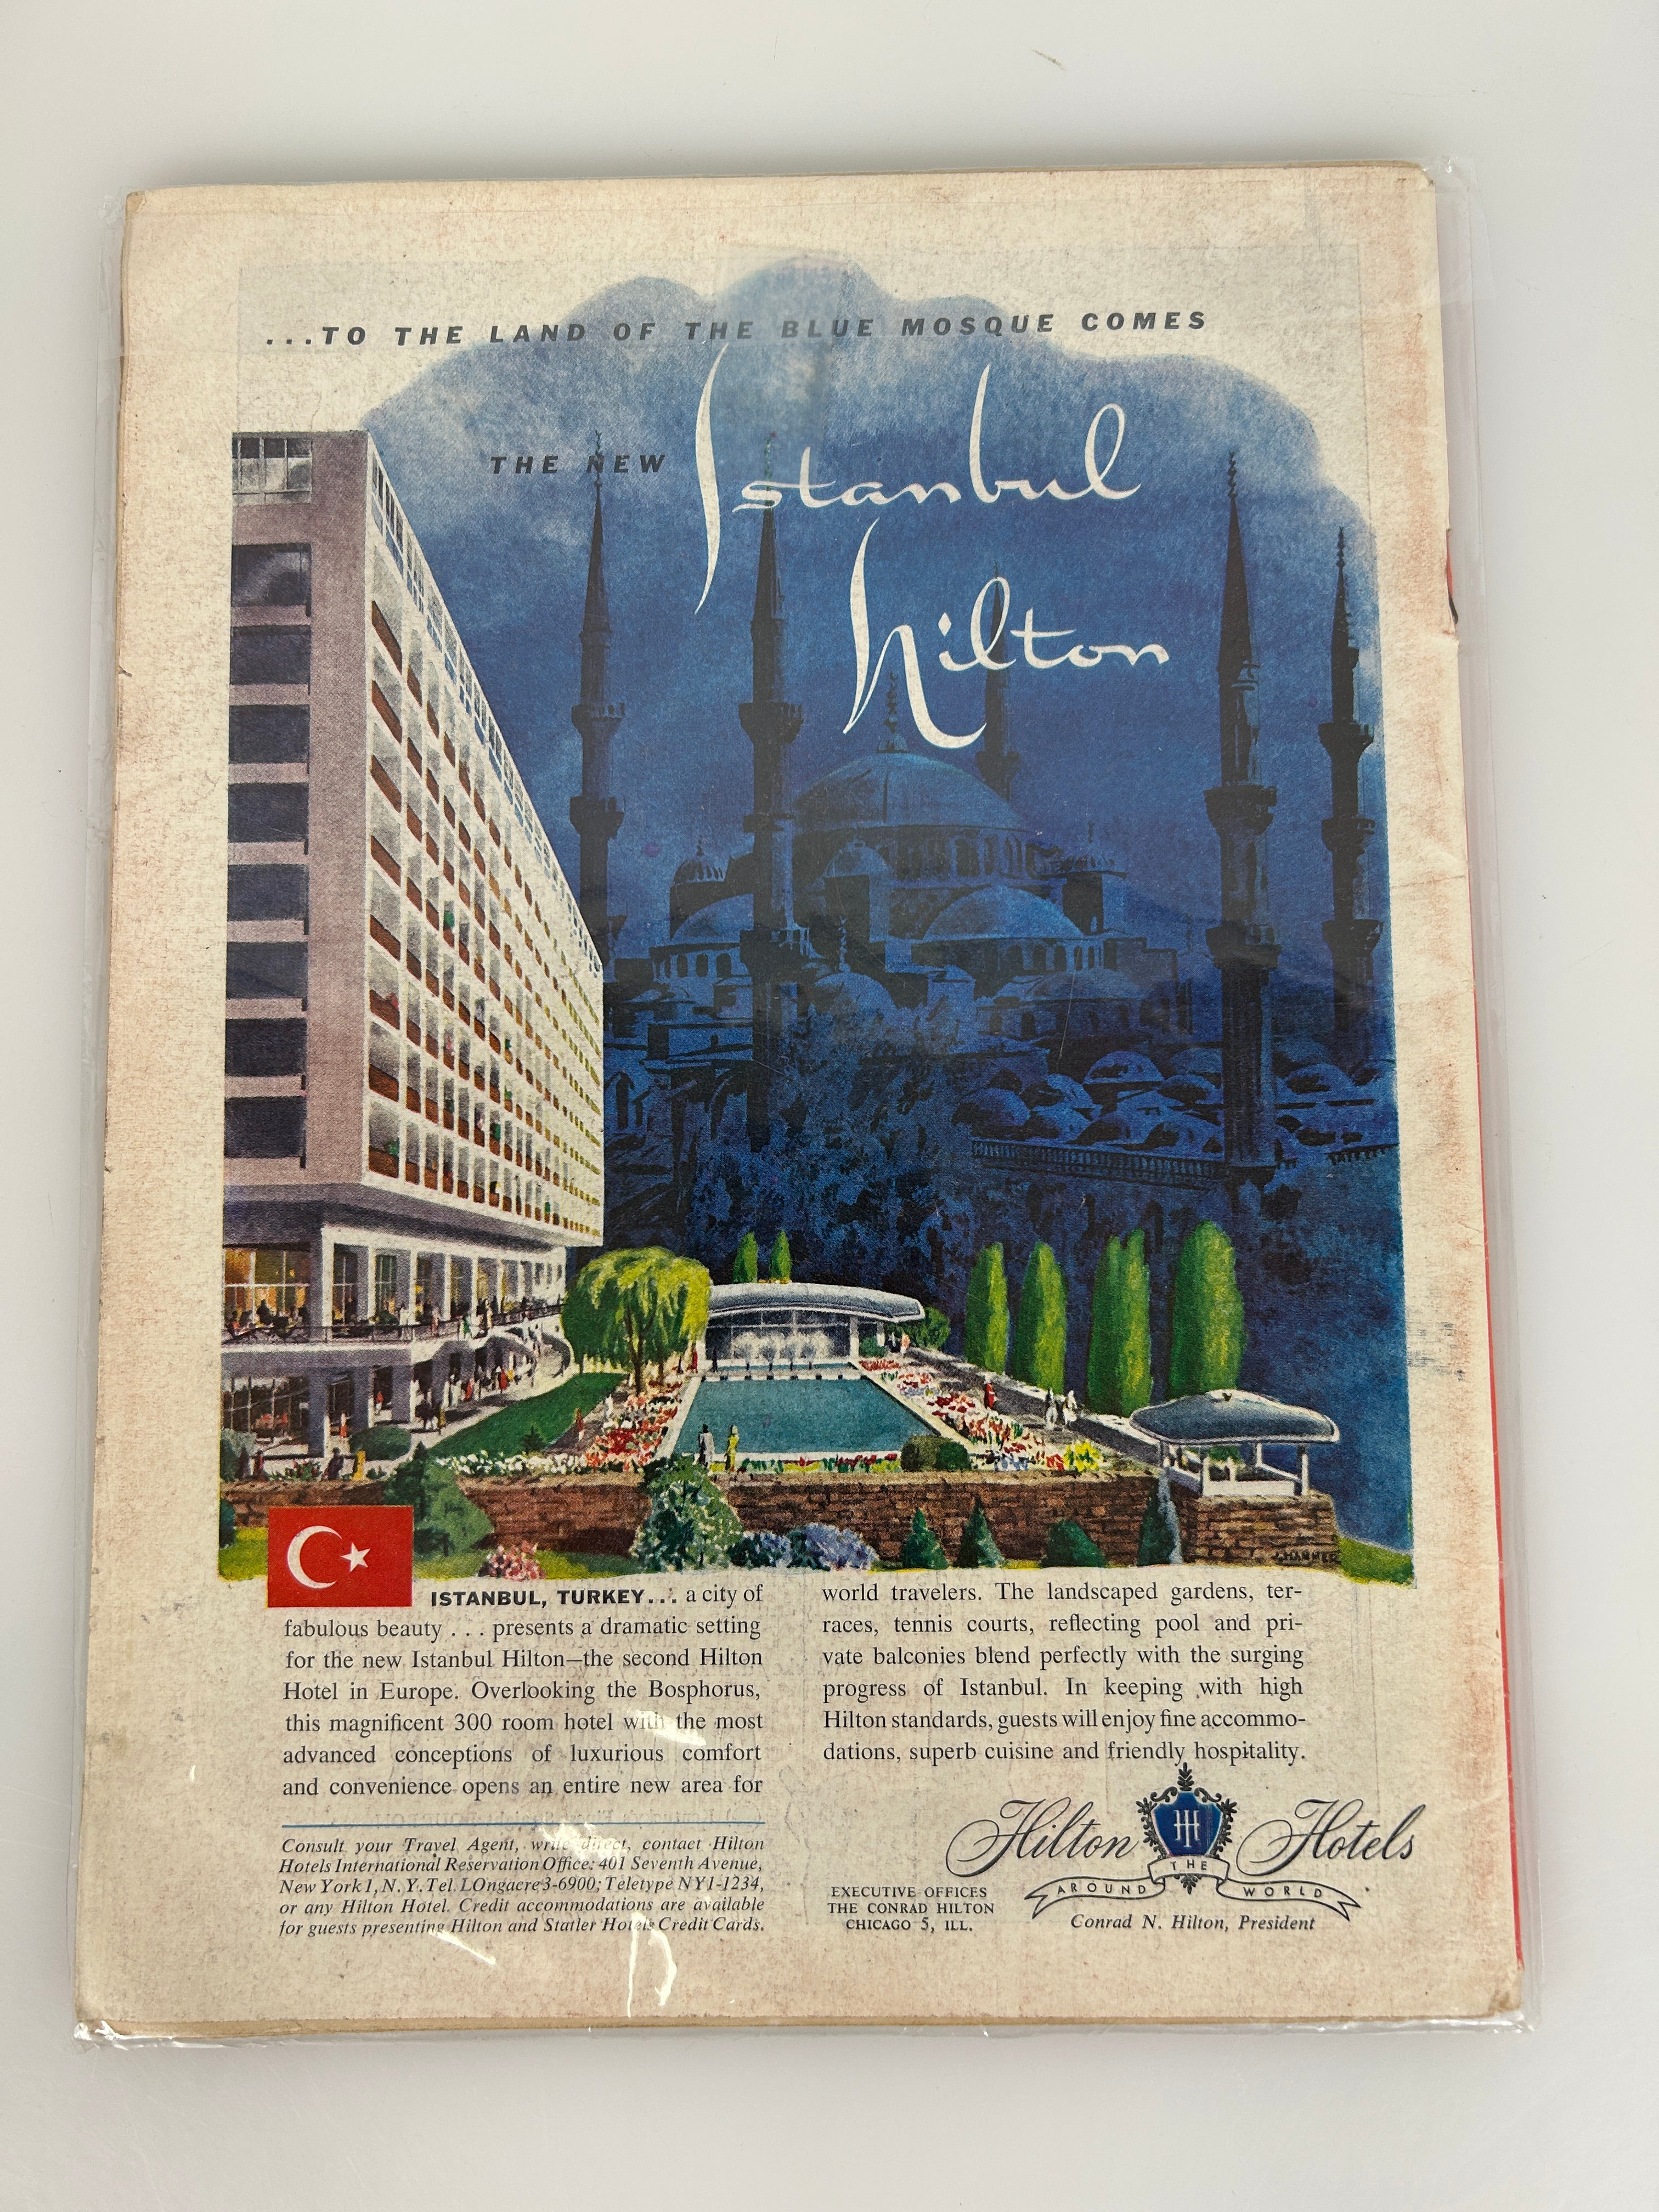 ...TO THE LAND OF THE BLUE MOSQUE COMES
THE NEW Istanbul
Hilton
J. HAMMER
ISTANBUL, TURKEY... a city of
fabulous beauty . . . presents a dramatic setting
for the new Istanbul Hilton—the second Hilton
Hotel in Europe. Overlooking the Bosphorus,
this magnificent 300 room hotel with the most
advanced conceptions of luxurious comfort
and convenience opens an entire new area for
world travelers. The landscaped gardens, ter-
races, tennis courts, reflecting pool and pri-
vate balconies blend perfectly with the surging
progress of Istanbul. In keeping with high
Hilton standards, guests will enjoy fine accommo-
dations, superb cuisine and friendly hospitality.
Consult your Travel Agent, write direct, contact Hilton
Hotels International Reservation Office: 401 Seventh Avenue,
New York 1, N. Y. Tel. LOngacre 3-6900; Teletype NY1-1234,
or any Hilton Hotel. Credit accommodations are available
for guests presenting Hilton and Statler Hotels Credit Cards.
Hilton H Hotels
AROUND THE WORLD
EXECUTIVE OFFICES
THE CONRAD HILTON
CHICAGO 5, ILL.
Conrad N. Hilton, President